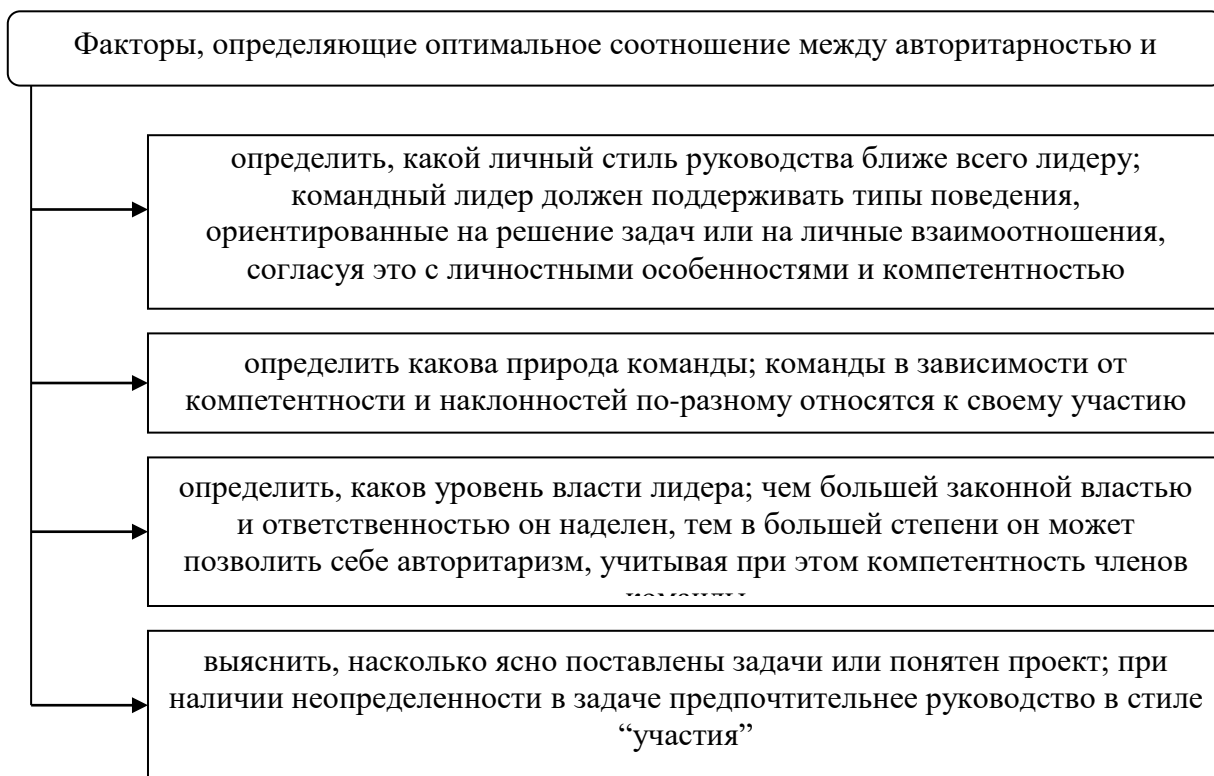 Факторы, определяющие оптимальное соотношение между авторитарностью и
определить, какой личный стиль руководства ближе всего лидеру;
командный лидер должен поддерживать типы поведения,
ориентированные на решение задач или на личные взаимоотношения,
согласуя это с личностными особенностями и компетентностью
определить какова природа команды; команды в зависимости от
компетентности и наклонностей по-разному относятся к своему участию
определить, каков уровень власти лидера; чем большей законной властью
и ответственностью он наделен, тем в большей степени он может
позволить себе авторитаризм, учитывая при этом компетентность членов
команды
выяснить, насколько ясно поставлены задачи или понятен проект; при
наличии неопределенности в задаче предпочтительнее руководство в стиле
“участия”